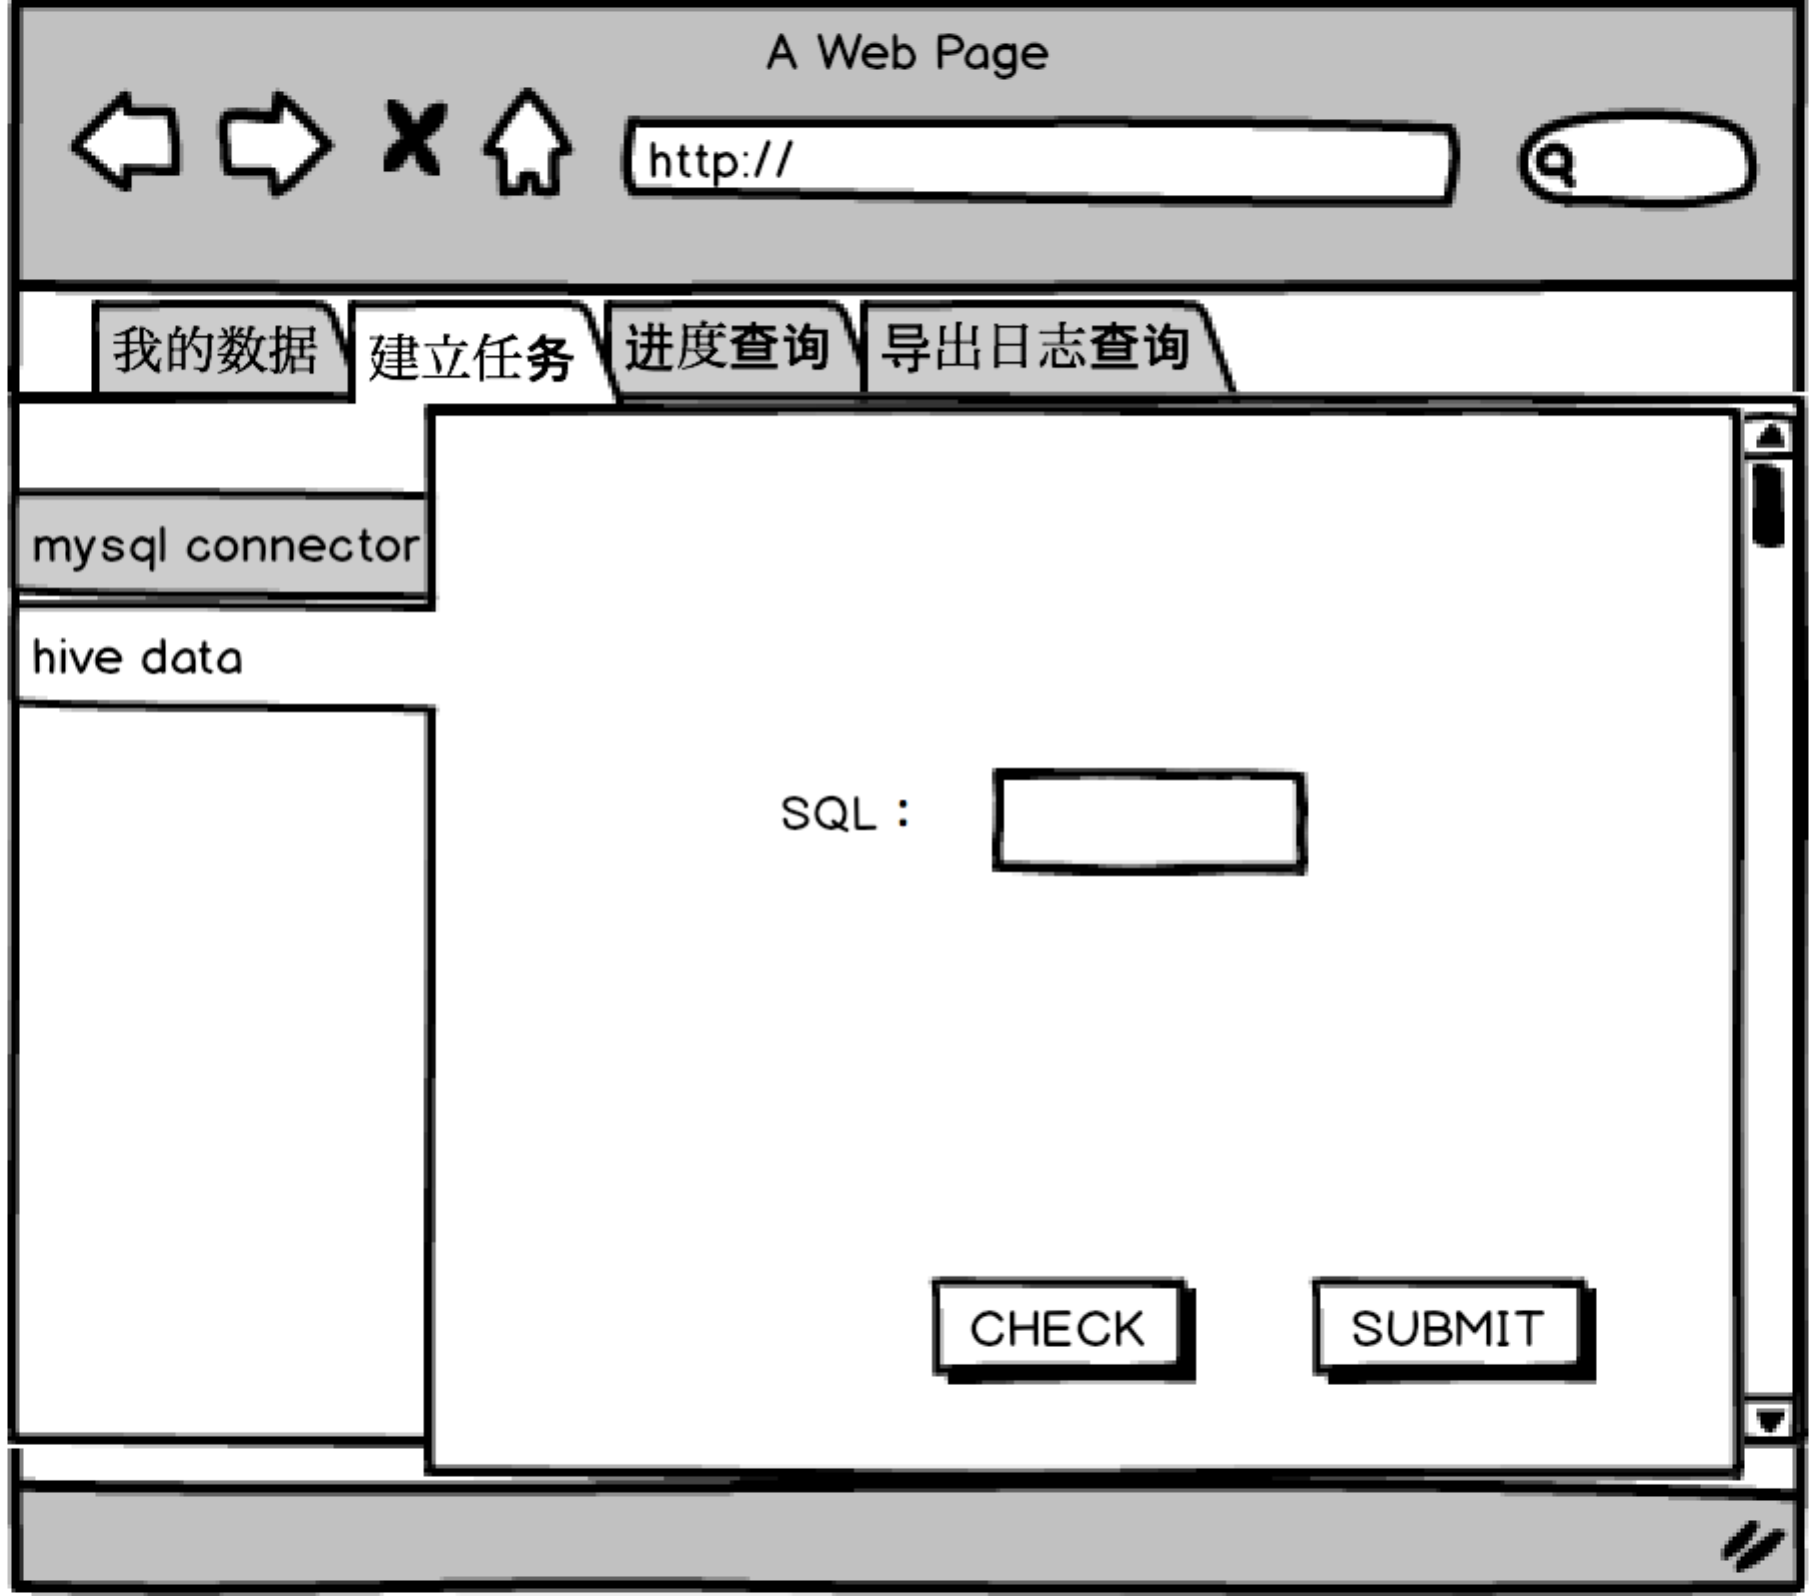 A Web Page
http://
我的数据 建立任务 进度查询 导出日志查询
mysql connector
hive data
SQL：
CHECK SUBMIT